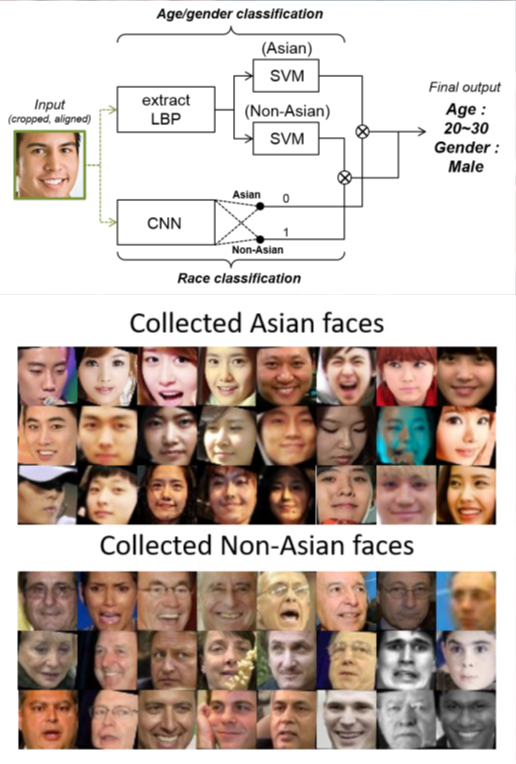 Age/gender classification
(Asian)
Input
(cropped, aligned)
extract
LBP
SVM
(Non-Asian)
SVM
Final output
Age :
20~30
Gender :
Male
CNN
Asian
0
1
Non-Asian
Race classification
Collected Asian faces
Collected Non-Asian faces